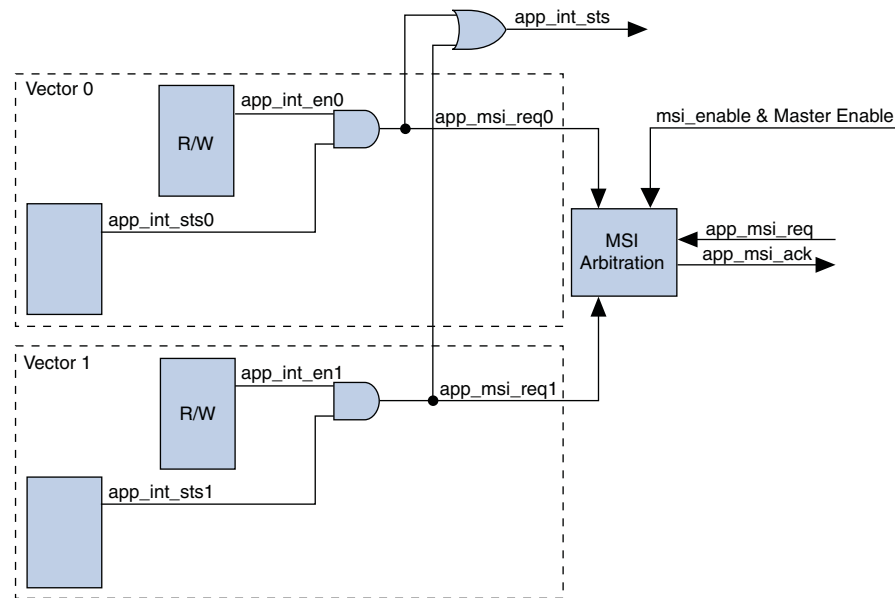 app_int_sts
Vector 0
app_int_en0
R/W
app_msi_req0
msi_enable & Master Enable
app_int_sts0
MSI
Arbitration
app_msi_req
app_msi_ack
Vector 1
app_int_en1
R/W
app_msi_req1
app_int_sts1